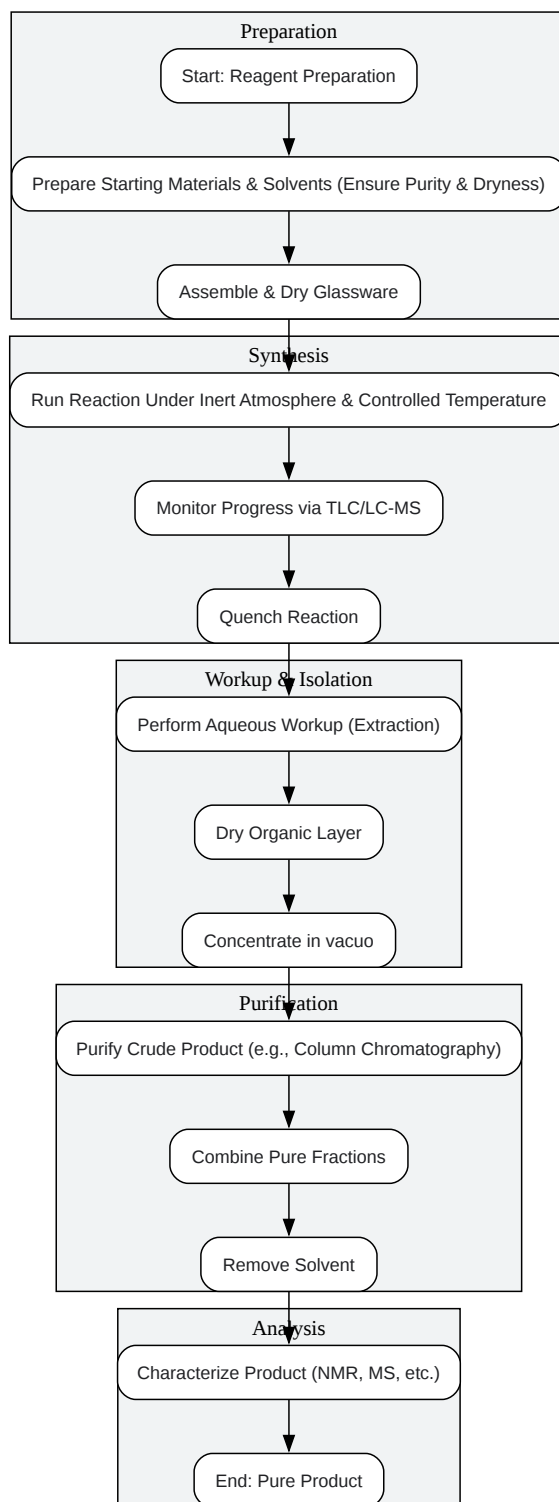 Preparation
Start: Reagent Preparation
Prepare Starting Materials & Solvents (Ensure Purity & Dryness)
Assemble & Dry Glassware
Synthesis
Run Reaction Under Inert Atmosphere & Controlled Temperature
Monitor Progress via TLC/LC-MS
Quench Reaction
Workup & Isolation
Perform Aqueous Workup (Extraction)
Dry Organic Layer
Concentrate in vacuo
Purification
Purify Crude Product (e.g., Column Chromatography)
Combine Pure Fractions
Remove Solvent
Analysis
Characterize Product (NMR, MS, etc.)
End: Pure Product